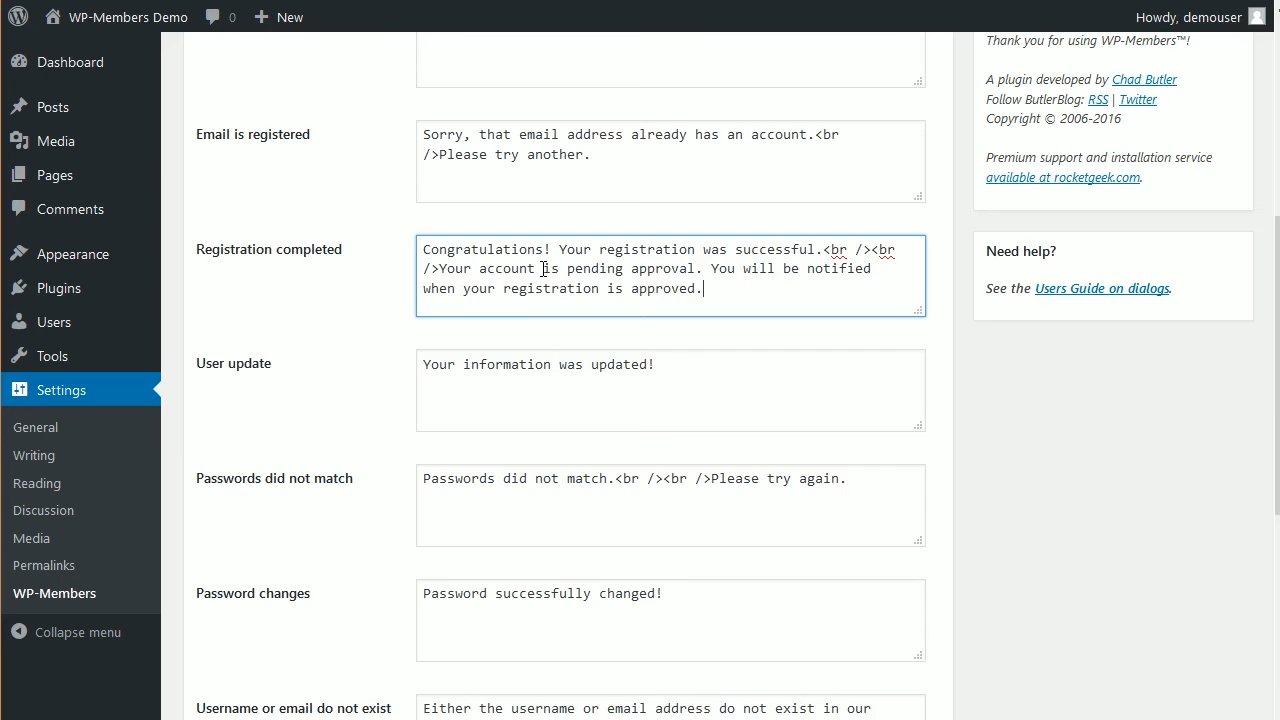 WP-Members Demo 0 New Howdy, demouser
Dashboard
Posts
Media
Pages
Comments
Appearance
Plugins
Users
Tools
Settings
General
Writing
Reading
Discussion
Media
Permalinks
WP-Members
Collapse menu
Email is registered
Sorry, that email address already has an account.<br
/>Please try another.
Registration completed
Congratulations! Your registration was successful.<br /><br
/>Your account is pending approval. You will be notified
when your registration is approved.
User update
Your information was updated!
Passwords did not match
Passwords did not match.<br /><br />Please try again.
Password changes
Password successfully changed!
Username or email do not exist
Either the username or email address do not exist in our
Thank you for using WP-Members™!
A plugin developed by Chad Butler
Follow ButlerBlog: RSS | Twitter
Copyright © 2006-2016
Premium support and installation service
available at rocketgeek.com.
Need help?
See the Users Guide on dialogs.